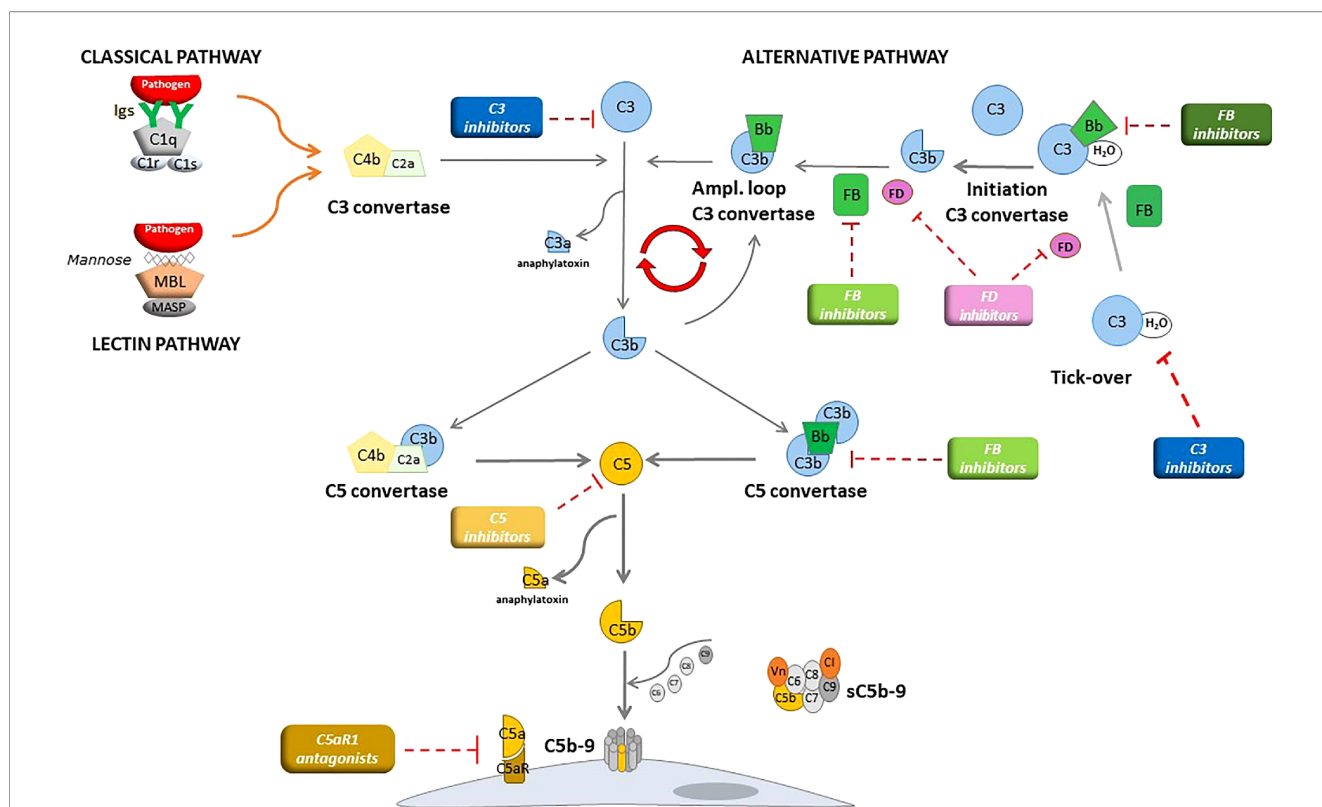 CLASSICAL PATHWAY
Pathogen
Igs
C1q
C1r
C1s
C4b
C2a
C3 convertase
Pathogen
Mannose
MBL
MASP
LECTIN PATHWAY
C3
inhibitors
C3
C3a
anaphylatoxin
C3b
ALTERNATIVE PATHWAY
Bb
C3b
Ampl. loop
C3 convertase
C3b
FB
FD
C3
C3
Bb
H₂O
Initiation
C3 convertase
FB
inhibitors
FB
FD
FB
inhibitors
FD
inhibitors
C3
H₂O
Tick-over
C3
inhibitors
C4b
C2a
C3b
C5 convertase
C5
C3b
Bb
C3b
C5 convertase
FB
inhibitors
C5
inhibitors
C5a
anaphylatoxin
C5b
C6
C7
C8
C9
Vn
C6
C8
Cl
C5b
C7
C9
sC5b-9
C5aR1
antagonists
C5a
C5aR
C5b-9